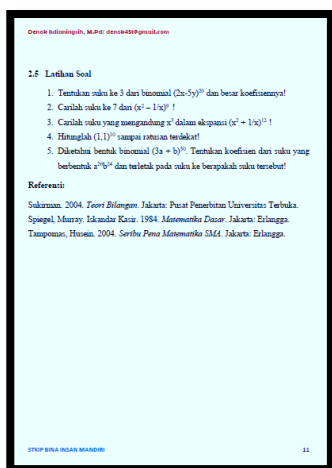 Denok Julianingsih, M.Pd/ denok450@gmail.com
2.5 Latihan Soal
1. Tentukan suku ke 3 dari binomial (2x-5y)²⁰ dan besar koefisiennya!
2. Carilah suku ke 7 dari (x² – 1/x)⁹ !
3. Carilah suku yang mengandung x³ dalam ekspansi (x² + 1/x)¹² !
4. Hitunglah (1,1)¹⁰ sampai ratusan terdekat!
5. Diketahui bentuk binomial (3a + b)⁵⁰. Tentukan koefisien dari suku yang
berbentuk a²⁶b²⁴ dan terletak pada suku ke berapakah suku tersebut!
Referensi:
Sukirman. 2004. Teori Bilangan. Jakarta: Pusat Penerbitan Universitas Terbuka.
Spiegel, Murray. Iskandar Kasir. 1984. Matematika Dasar. Jakarta: Erlangga.
Tampomas, Husein. 2004. Seribu Pena Matematika SMA. Jakarta: Erlangga.
STKIP BINA INSAN MANDIRI
11